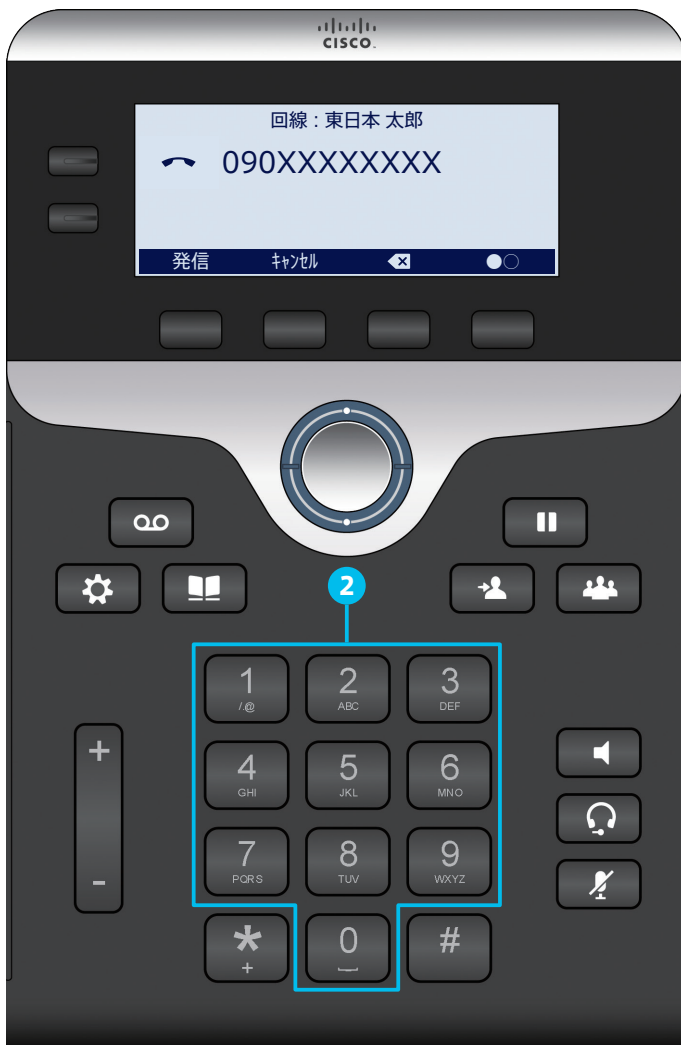 CISCO.
回線：東日本 太郎
090XXXXXXXX
発信 ｷｬﾝｾﾙ
2
1 2 3
/.@ ABC DEF
+ 4 5 6
GHI JKL MNO
7 8 9
- PQRS TUV WXYZ
* 0 #
+